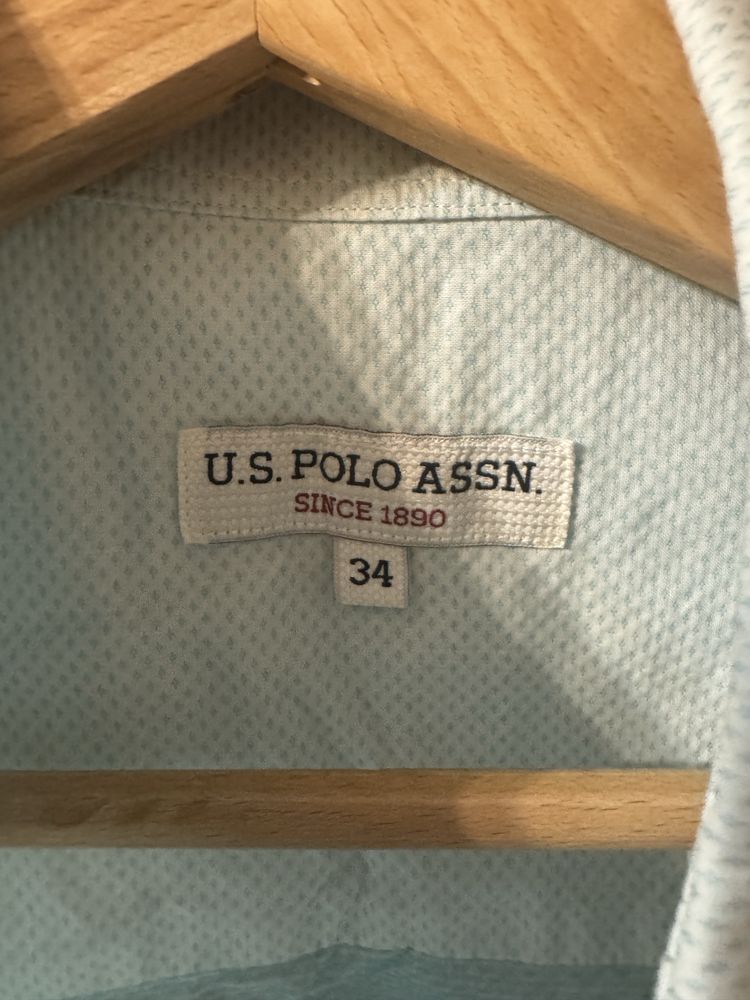 U.S. POLO ASSN.
SINCE 1890
34